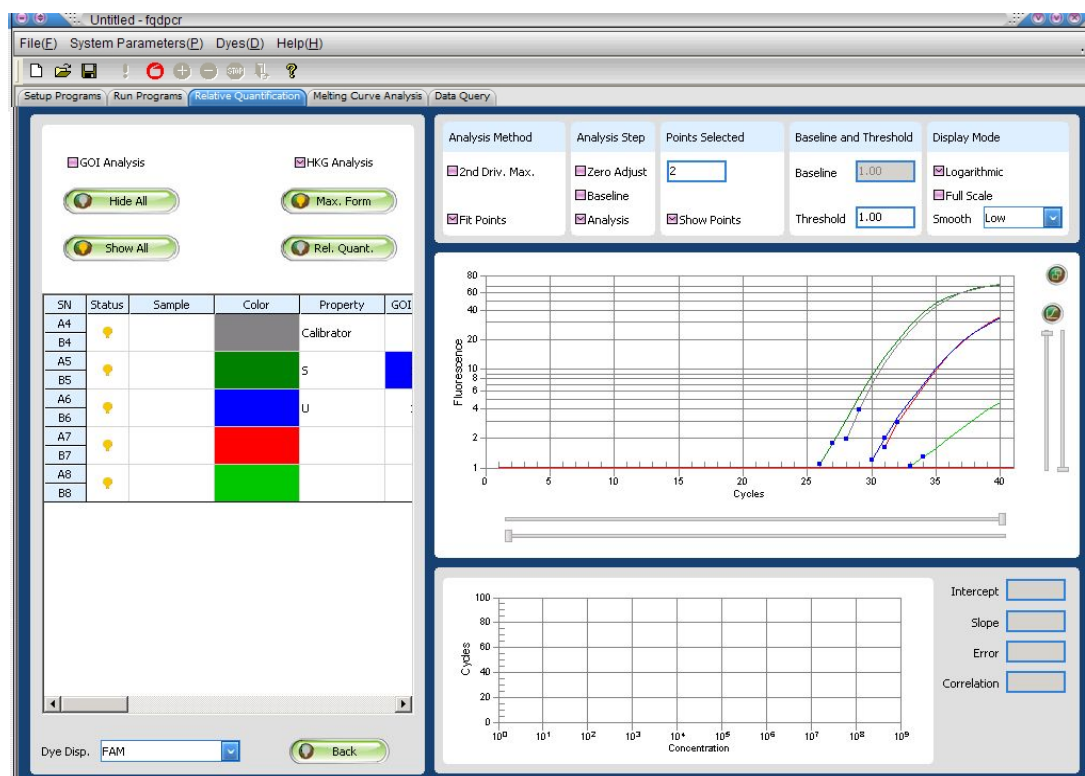 Untitled - fqdpcr
File(F) System Parameters(P) Dyes(D) Help(H)
STOP
Setup Programs Run Programs Relative Quantification Melting Curve Analysis Data Query
GOI Analysis HKG Analysis
Hide All Max. Form
Show All Rel. Quant.
SN Status Sample Color Property GOI
A4
B4
Calibrator
A5
B5
S
A6
B6
U
A7
B7
A8
B8
Dye Disp. FAM Back
Analysis Method Analysis Step Points Selected Baseline and Threshold Display Mode
2nd Driv. Max. Zero Adjust 2 Baseline 1.00 Logarithmic
Baseline Full Scale
Fit Points Analysis Show Points Threshold 1.00 Smooth Low
80
60
40
20
10
8
6
4
2
1
Fluorescence
0 5 10 15 20 25 30 35 40
Cycles
100
80
60
40
20
0
Cycles
10⁰ 10¹ 10² 10³ 10⁴ 10⁵ 10⁶ 10⁷ 10⁸ 10⁹
Concentration
Intercept
Slope
Error
Correlation